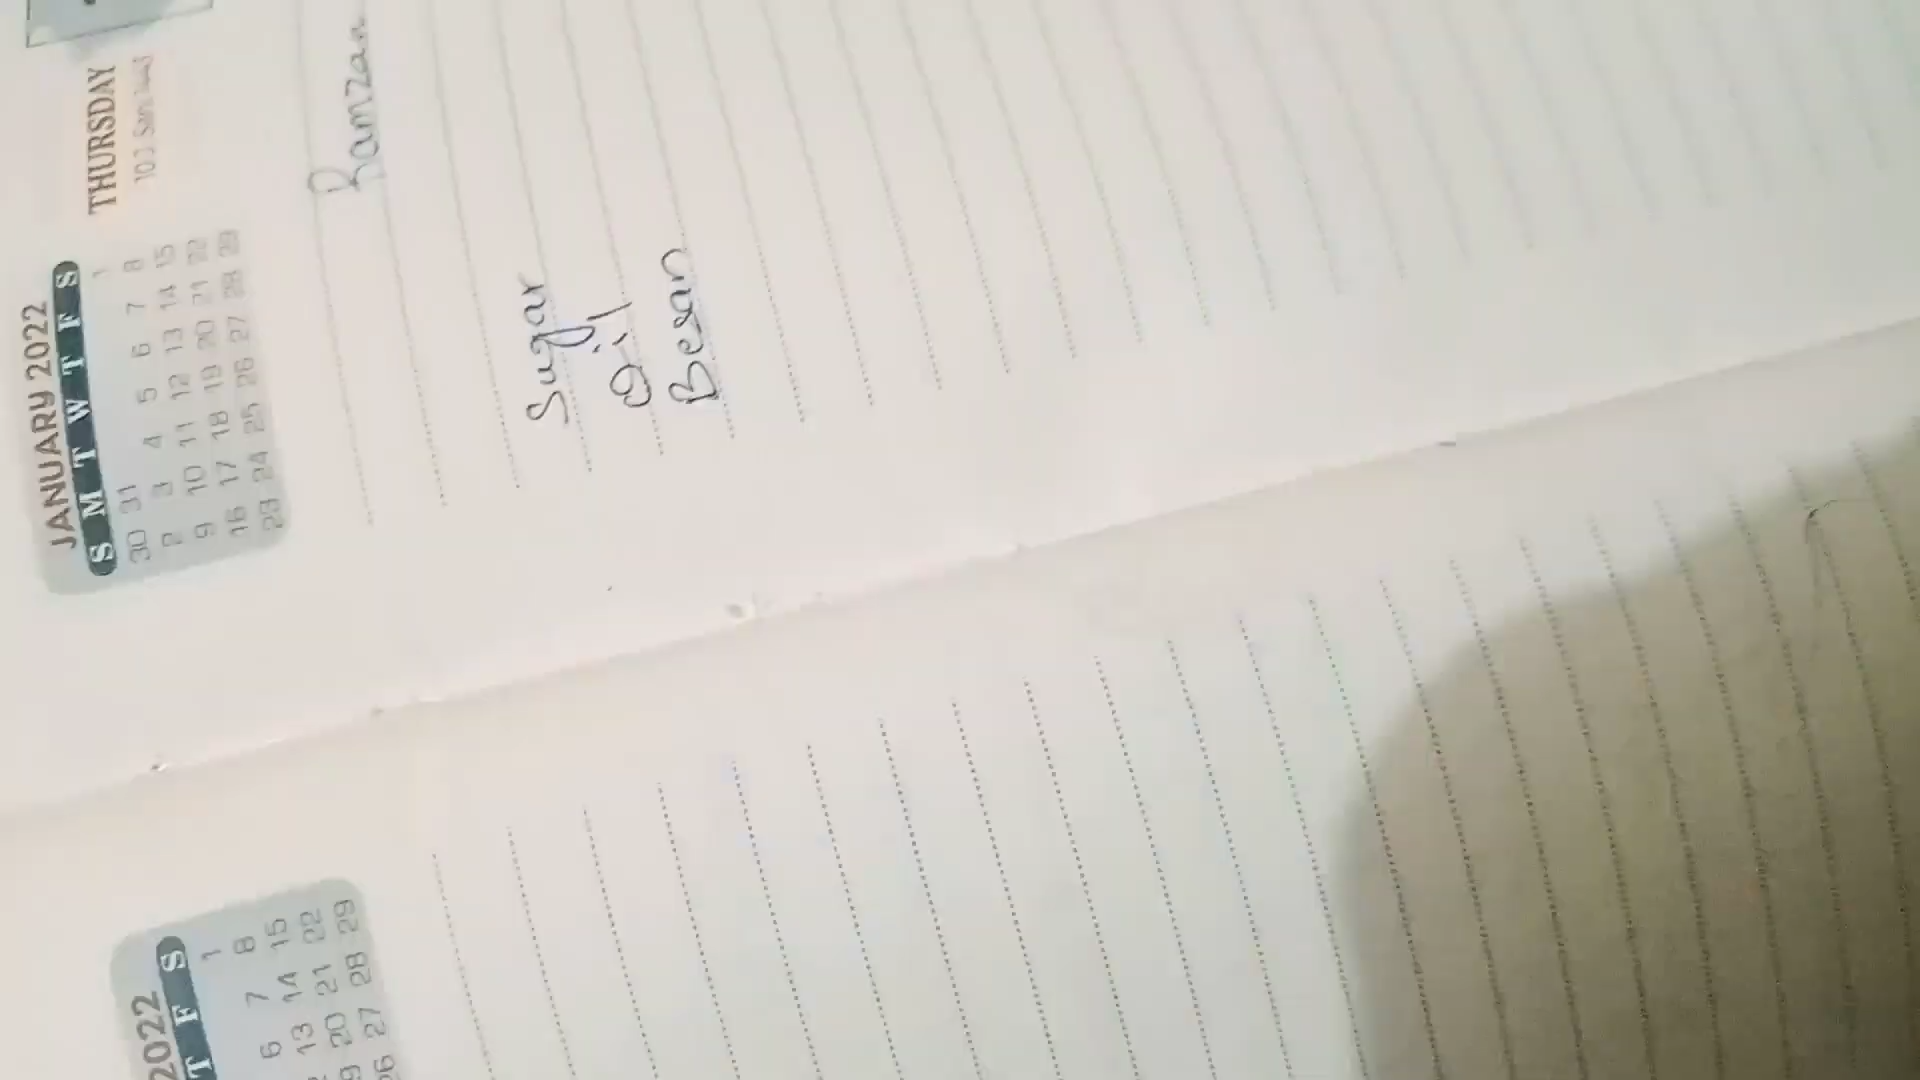 JANUARY 2022
S M T W T F S
30 31 1
2 3 4 5 6 7 8
9 10 11 12 13 14 15
16 17 18 19 20 21 22
23 24 25 26 27 28 29
THURSDAY
Ramzan
Sugar
Oil
Besan
2022
T F S
1
6 7 8
13 14 15
20 21 22
26 27 28 29